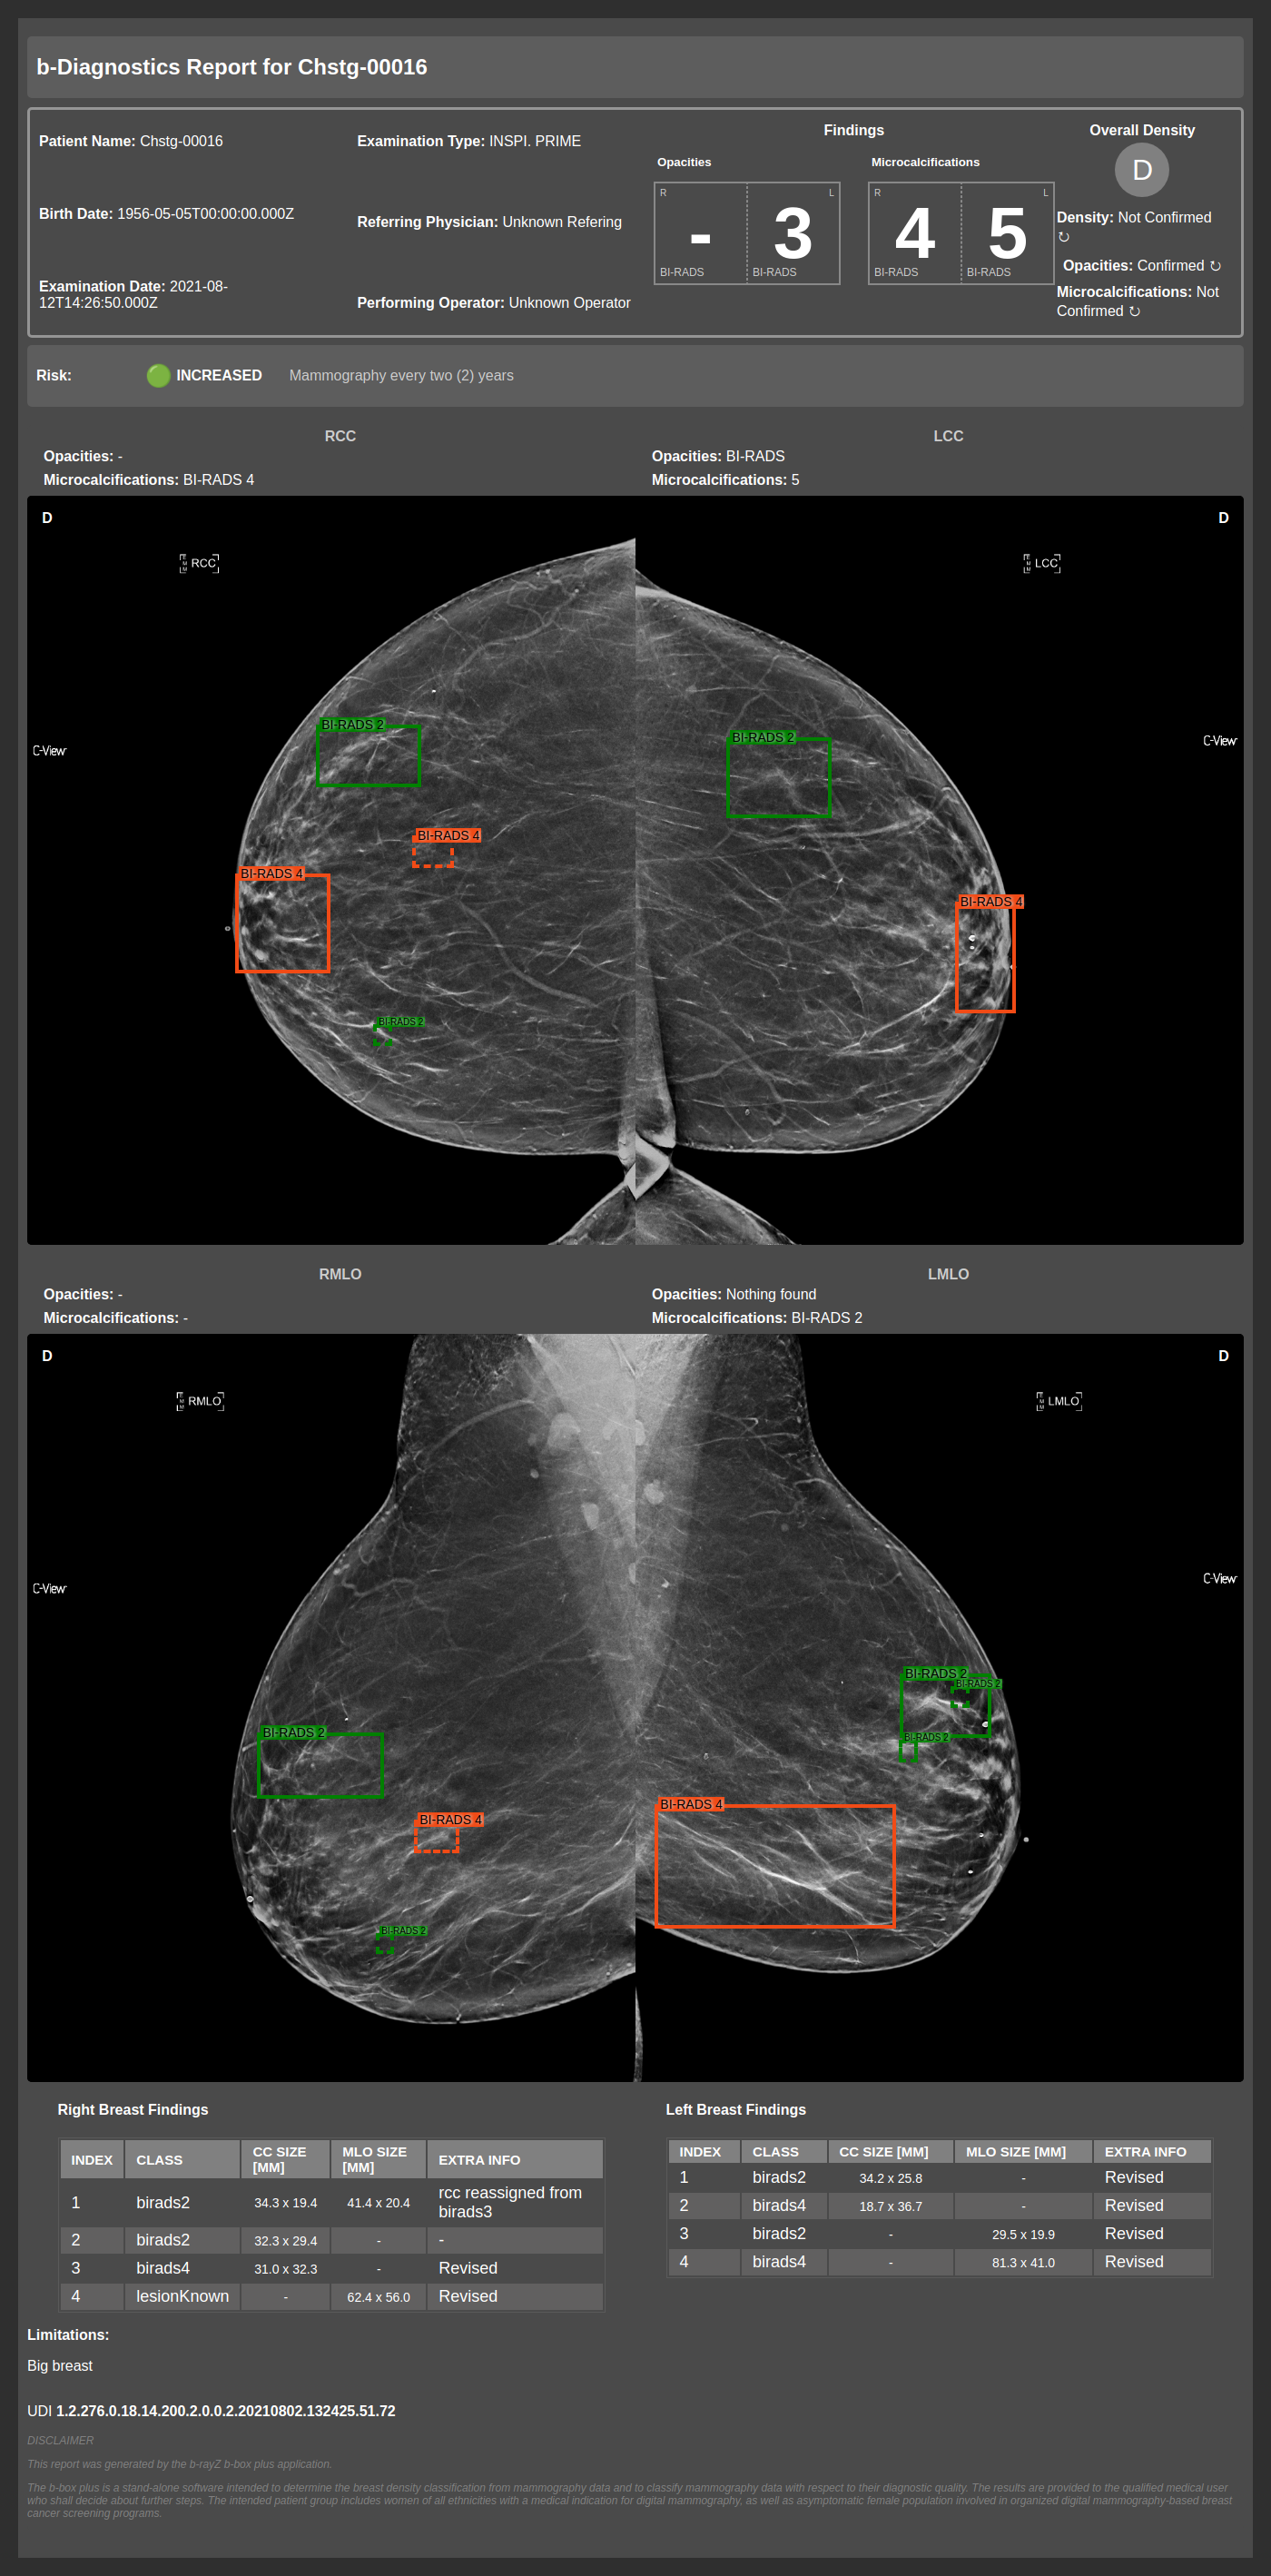 b-Diagnostics Report for Chstg-00016
Patient Name: Chstg-00016
Birth Date: 1956-05-05T00:00:00.000Z
Examination Date: 2021-08-
12T14:26:50.000Z
Examination Type: INSPI. PRIME
Referring Physician: Unknown Refering
Performing Operator: Unknown Operator
Findings
Opacities
R
-
BI-RADS
L
3
BI-RADS
Microcalcifications
R
4
BI-RADS
L
5
BI-RADS
Overall Density
D
Density: Not Confirmed
Opacities: Confirmed
Microcalcifications: Not
Confirmed
Risk: INCREASED Mammography every two (2) years
RCC
Opacities: -
Microcalcifications: BI-RADS 4
LCC
Opacities: BI-RADS
Microcalcifications: 5
D
D
RCC
LCC
C-View
C-View
BI-RADS 2
BI-RADS 2
BI-RADS 4
BI-RADS 4
BI-RADS 4
BI-RADS 2
RMLO
Opacities: -
Microcalcifications: -
LMLO
Opacities: Nothing found
Microcalcifications: BI-RADS 2
D
D
RMLO
LMLO
C-View
C-View
BI-RADS 2
BI-RADS 2
BI-RADS 2
BI-RADS 2
BI-RADS 4
BI-RADS 4
BI-RADS 2
Right Breast Findings
INDEX CLASS CC SIZE [MM] MLO SIZE [MM] EXTRA INFO
1 birads2 34.3 x 19.4 41.4 x 20.4 rcc reassigned from birads3
2 birads2 32.3 x 29.4 - -
3 birads4 31.0 x 32.3 - Revised
4 lesionKnown - 62.4 x 56.0 Revised
Left Breast Findings
INDEX CLASS CC SIZE [MM] MLO SIZE [MM] EXTRA INFO
1 birads2 34.2 x 25.8 - Revised
2 birads4 18.7 x 36.7 - Revised
3 birads2 - 29.5 x 19.9 Revised
4 birads4 - 81.3 x 41.0 Revised
Limitations:
Big breast
UDI 1.2.276.0.18.14.200.2.0.0.2.20210802.132425.51.72
DISCLAIMER
This report was generated by the b-rayZ b-box plus application.
The b-box plus is a stand-alone software intended to determine the breast density classification from mammography data and to classify mammography data with respect to their diagnostic quality. The results are provided to the qualified medical user
who shall decide about further steps. The intended patient group includes women of all ethnicities with a medical indication for digital mammography, as well as asymptomatic female population involved in organized digital mammography-based breast
cancer screening programs.